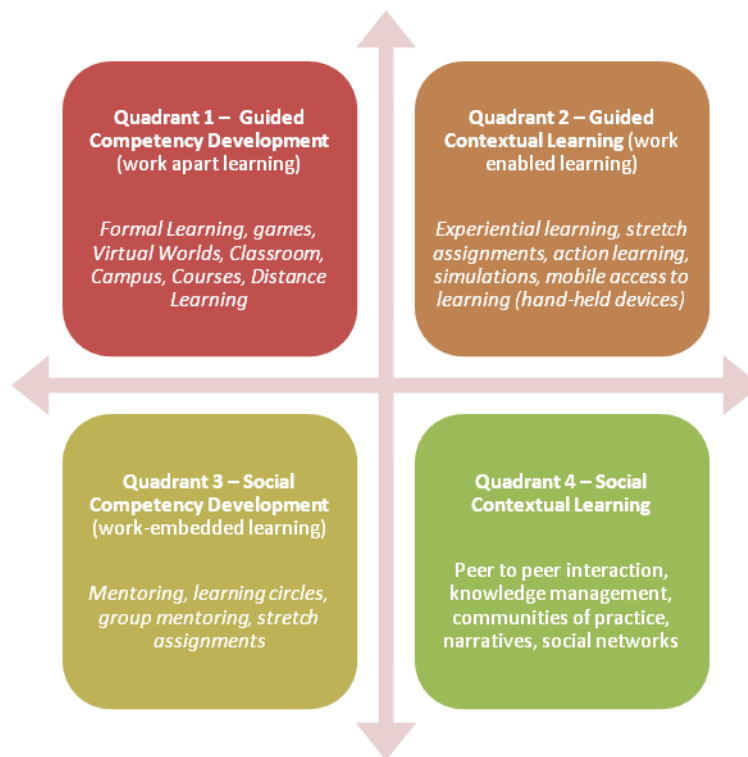 Quadrant 1 – Guided
Competency Development
(work apart learning)
Formal Learning, games,
Virtual Worlds, Classroom,
Campus, Courses, Distance
Learning
Quadrant 2 – Guided
Contextual Learning (work
enabled learning)
Experiential learning, stretch
assignments, action learning,
simulations, mobile access to
learning (hand-held devices)
Quadrant 3 – Social
Competency Development
(work-embedded learning)
Mentoring, learning circles,
group mentoring, stretch
assignments
Quadrant 4 – Social
Contextual Learning
Peer to peer interaction,
knowledge management,
communities of practice,
narratives, social networks